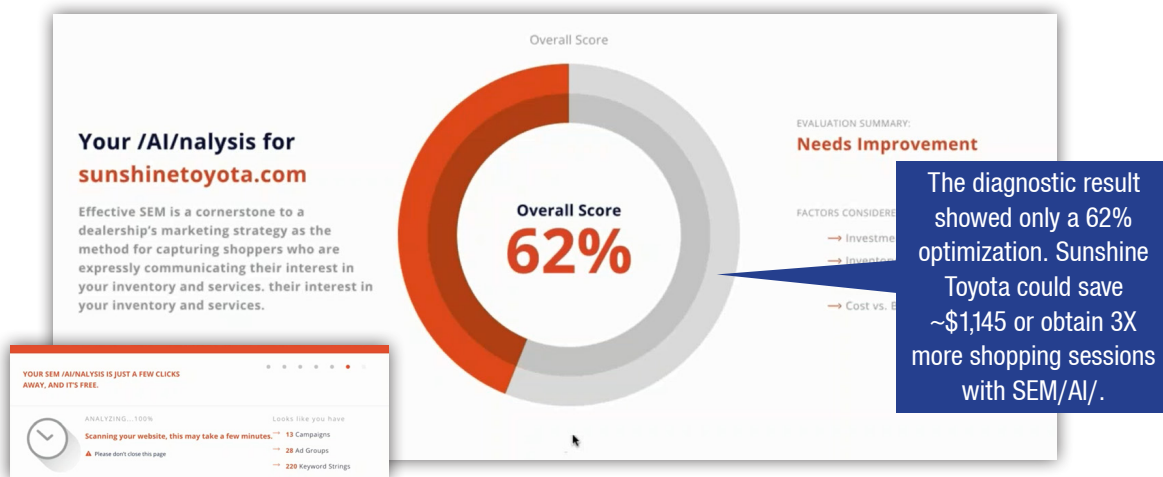 Overall Score
Your /AI/nalysis for
sunshinetoyota.com
Effective SEM is a cornerstone to a
dealership's marketing strategy as the
method for capturing shoppers who are
expressly communicating their interest in
your inventory and services. their interest in
your inventory and services.
Overall Score
62%
EVALUATION SUMMARY:
Needs Improvement
FACTORS CONSIDERE
→ Investme
→ Inventor
→ Cost vs. E
The diagnostic result
showed only a 62%
optimization. Sunshine
Toyota could save
~$1,145 or obtain 3X
more shopping sessions
with SEM/AI/.
YOUR SEM /AI/NALYSIS IS JUST A FEW CLICKS
AWAY, AND IT'S FREE.
ANALYZING...100%
Scanning your website, this may take a few minutes.
Please don't close this page
Looks like you have
→ 13 Campaigns
→ 28 Ad Groups
→ 220 Keyword Strings